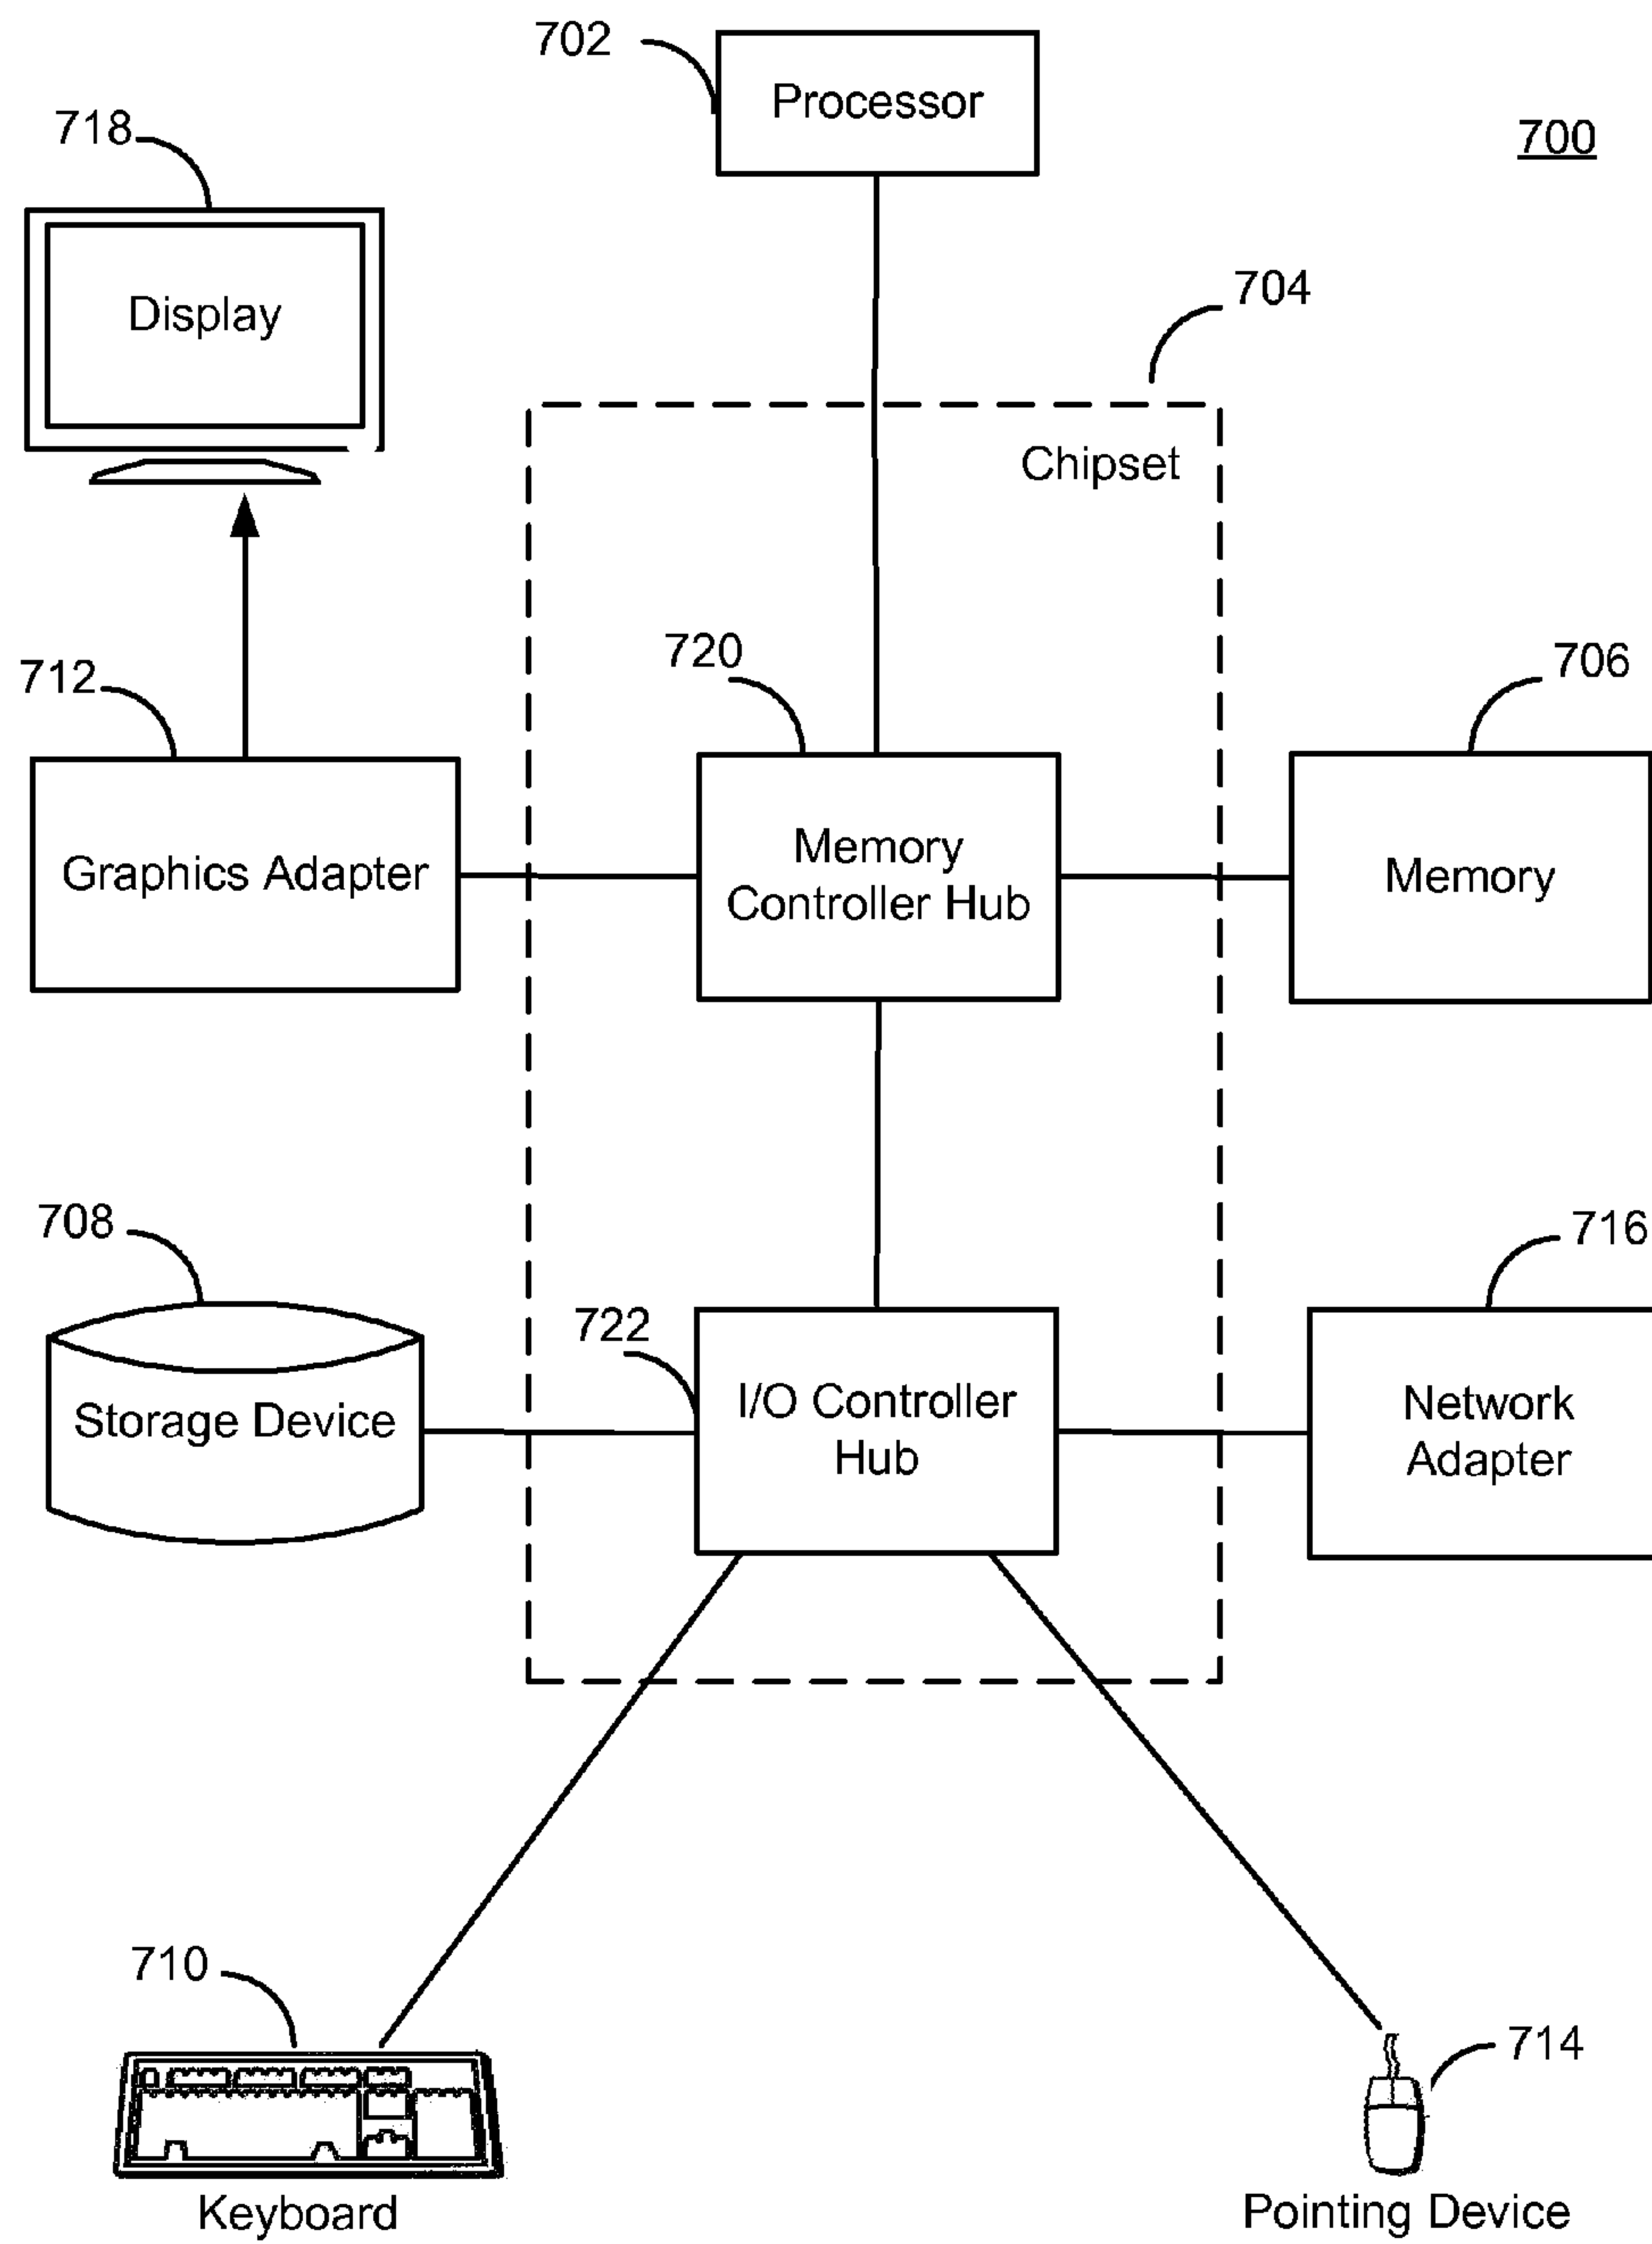 702
Processor
700
718
Display
704
Chipset
720
706
712
Graphics Adapter
Memory
Controller Hub
Memory
708
716
722
Storage Device
I/O Controller
Hub
Network
Adapter
710
714
Keyboard
Pointing Device